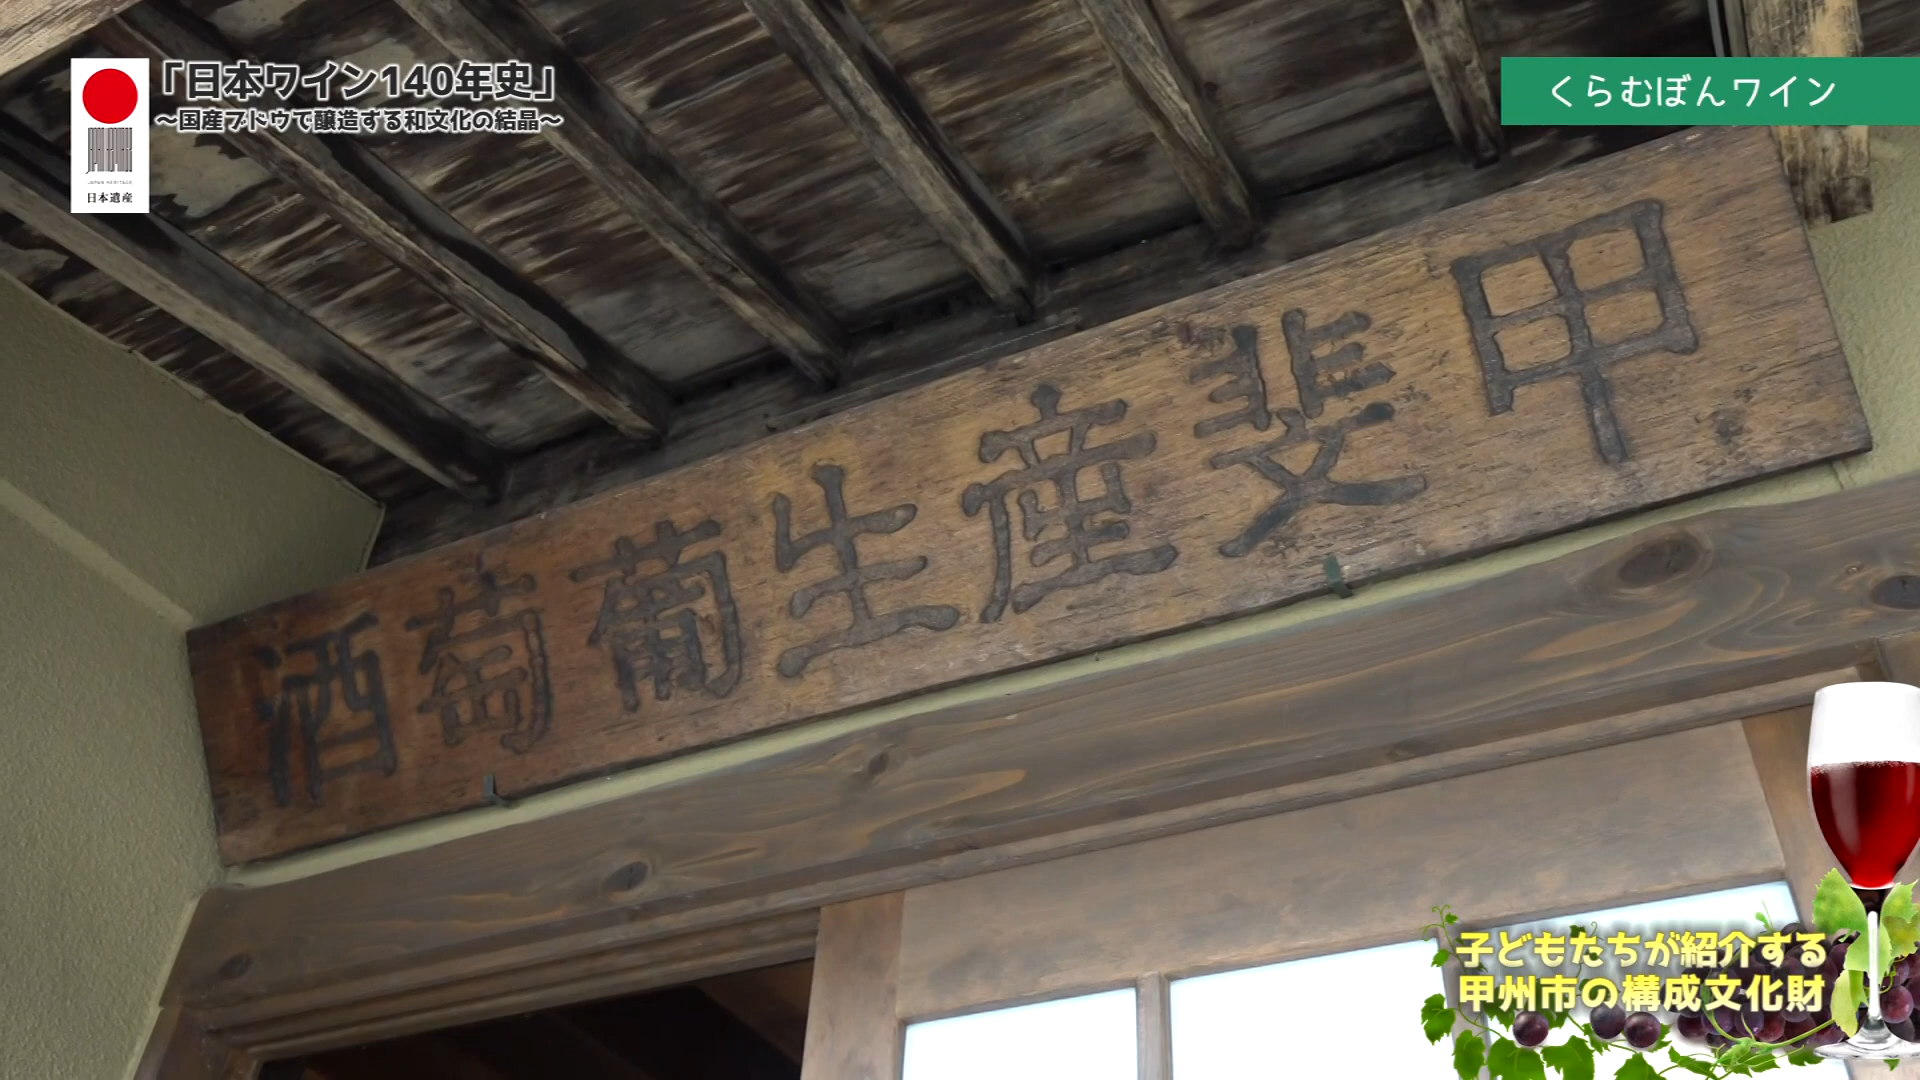 「日本ワイン140年史」
～国産ブドウで醸造する和文化の結晶～
JAPAN HERITAGE
日本遺産
くらむぼんワイン
甲斐産生葡萄酒
子どもたちが紹介する
甲州市の構成文化財